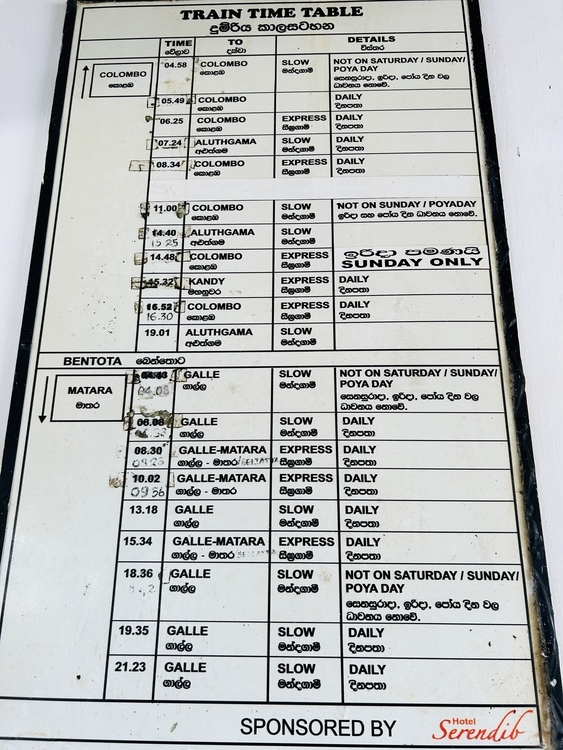 TRAIN TIME TABLE
දුම්රිය කාලසටහන
TIME TO DETAILS
වේලාව දක්වා විස්තර
COLOMBO
කොළඹ
04.58 COLOMBO SLOW NOT ON SATURDAY / SUNDAY/
කොළඹ මන්දගාමී POYA DAY
සෙනසුරාදා, ඉරිදා, පෝය දින වල
ධාවනය නොවේ.
05.49 COLOMBO DAILY
කොළඹ දිනපතා
06.25 COLOMBO EXPRESS DAILY
කොළඹ සීඝ්‍රගාමී දිනපතා
07.24 ALUTHGAMA SLOW DAILY
අළුත්ගම මන්දගාමී දිනපතා
08.34 COLOMBO EXPRESS DAILY
කොළඹ සීඝ්‍රගාමී දිනපතා
11.00 COLOMBO SLOW NOT ON SUNDAY / POYADAY
කොළඹ මන්දගාමී ඉරිදා සහ පෝය දින ධාවනය නොවේ.
14.40 ALUTHGAMA SLOW
15.25 අළුත්ගම මන්දගාමී
14.48 COLOMBO EXPRESS ඉරිදා පමණයි
කොළඹ සීඝ්‍රගාමී SUNDAY ONLY
KANDY EXPRESS DAILY
මහනුවර සීඝ්‍රගාමී දිනපතා
16.52 COLOMBO EXPRESS DAILY
16.30 කොළඹ සීඝ්‍රගාමී දිනපතා
19.01 ALUTHGAMA SLOW
අළුත්ගම මන්දගාමී
BENTOTA බෙන්තොට
MATARA
මාතර
GALLE SLOW NOT ON SATURDAY / SUNDAY/
04.08 ගාල්ල මන්දගාමී POYA DAY
සෙනසුරාදා, ඉරිදා, පෝය දින වල
ධාවනය නොවේ.
06.08 GALLE SLOW DAILY
ගාල්ල මන්දගාමී දිනපතා
08.30 GALLE-MATARA EXPRESS DAILY
ගාල්ල - මාතර සීඝ්‍රගාමී දිනපතා
10.02 GALLE-MATARA EXPRESS DAILY
09.36 ගාල්ල - මාතර සීඝ්‍රගාමී දිනපතා
13.18 GALLE SLOW DAILY
ගාල්ල මන්දගාමී දිනපතා
15.34 GALLE-MATARA EXPRESS DAILY
ගාල්ල - මාතර සීඝ්‍රගාමී දිනපතා
18.36 GALLE SLOW NOT ON SATURDAY / SUNDAY/
ගාල්ල මන්දගාමී POYA DAY
සෙනසුරාදා, ඉරිදා, පෝය දින වල
ධාවනය නොවේ.
19.35 GALLE SLOW DAILY
ගාල්ල මන්දගාමී දිනපතා
21.23 GALLE SLOW DAILY
ගාල්ල මන්දගාමී දිනපතා
SPONSORED BY Hotel Serendib